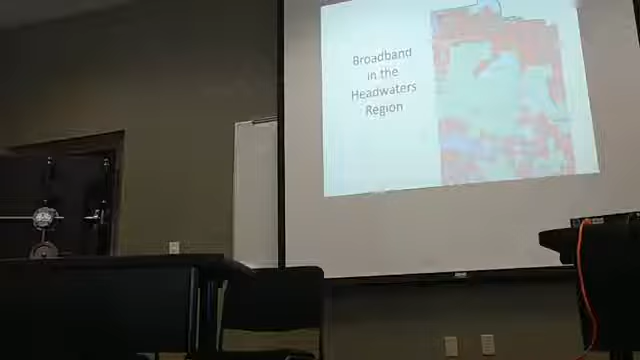 Broadband
in the
Headwaters
Region